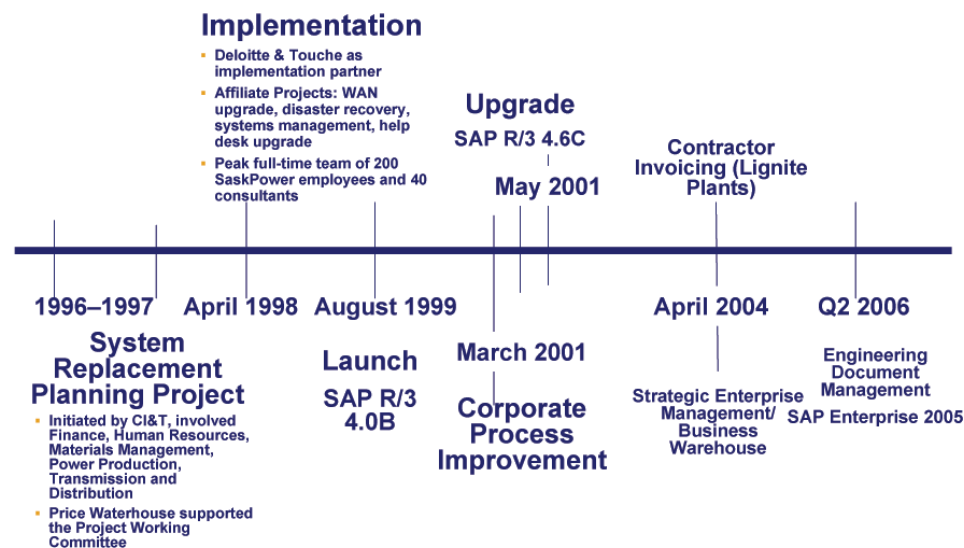 Implementation
▪ Deloitte & Touche as
implementation partner
▪ Affiliate Projects: WAN
upgrade, disaster recovery,
systems management, help
desk upgrade
▪ Peak full-time team of 200
SaskPower employees and 40
consultants
Upgrade
SAP R/3 4.6C
May 2001
Contractor
Invoicing (Lignite
Plants)
1996–1997
System
Replacement
Planning Project
▪ Initiated by CI&T, involved
Finance, Human Resources,
Materials Management,
Power Production,
Transmission and
Distribution
▪ Price Waterhouse supported
the Project Working
Committee
April 1998
August 1999
Launch
SAP R/3
4.0B
March 2001
Corporate
Process
Improvement
April 2004
Strategic Enterprise
Management/
Business
Warehouse
Q2 2006
Engineering
Document
Management
SAP Enterprise 2005